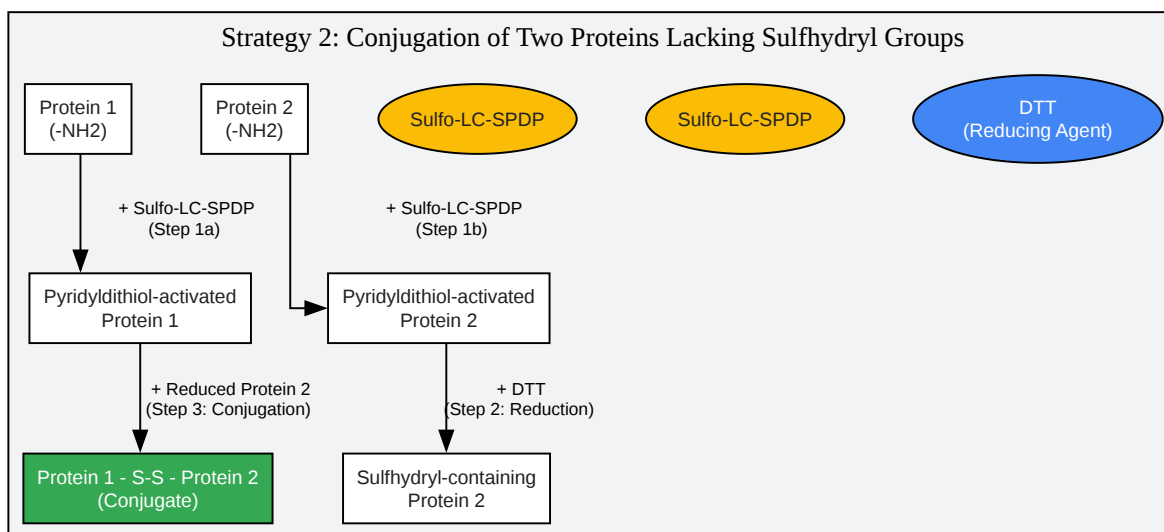 Strategy 2: Conjugation of Two Proteins Lacking Sulfhydryl Groups
Protein 1
(-NH2)
Protein 2
(-NH2)
Sulfo-LC-SPDP
Sulfo-LC-SPDP
DTT
(Reducing Agent)
+ Sulfo-LC-SPDP
(Step 1a)
+ Sulfo-LC-SPDP
(Step 1b)
Pyridyldithiol-activated
Protein 1
Pyridyldithiol-activated
Protein 2
+ Reduced Protein 2
(Step 3: Conjugation)
+ DTT
(Step 2: Reduction)
Protein 1 - S-S - Protein 2
(Conjugate)
Sulfhydryl-containing
Protein 2